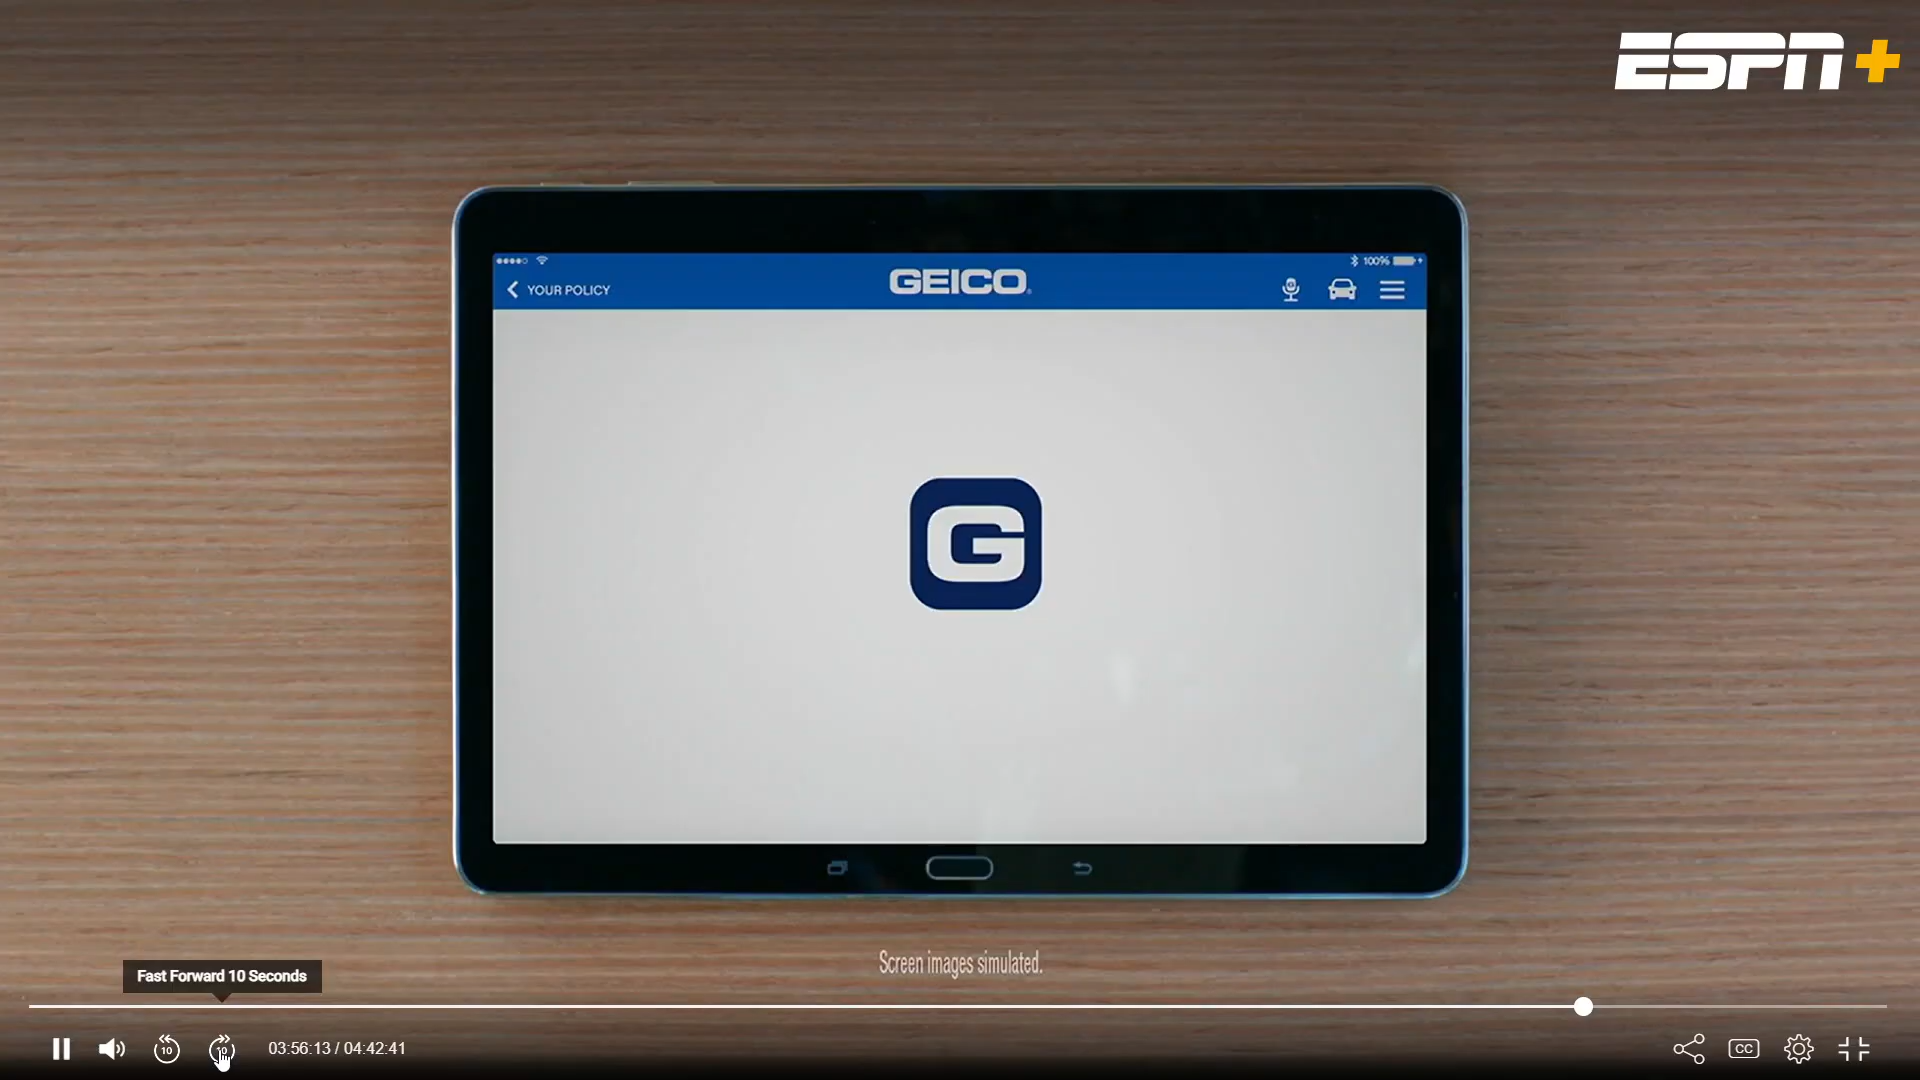 ESPN+
100%
YOUR POLICY
GEICO
G
Screen images simulated.
Fast Forward 10 Seconds
10
10
03:56:13 / 04:42:41
CC